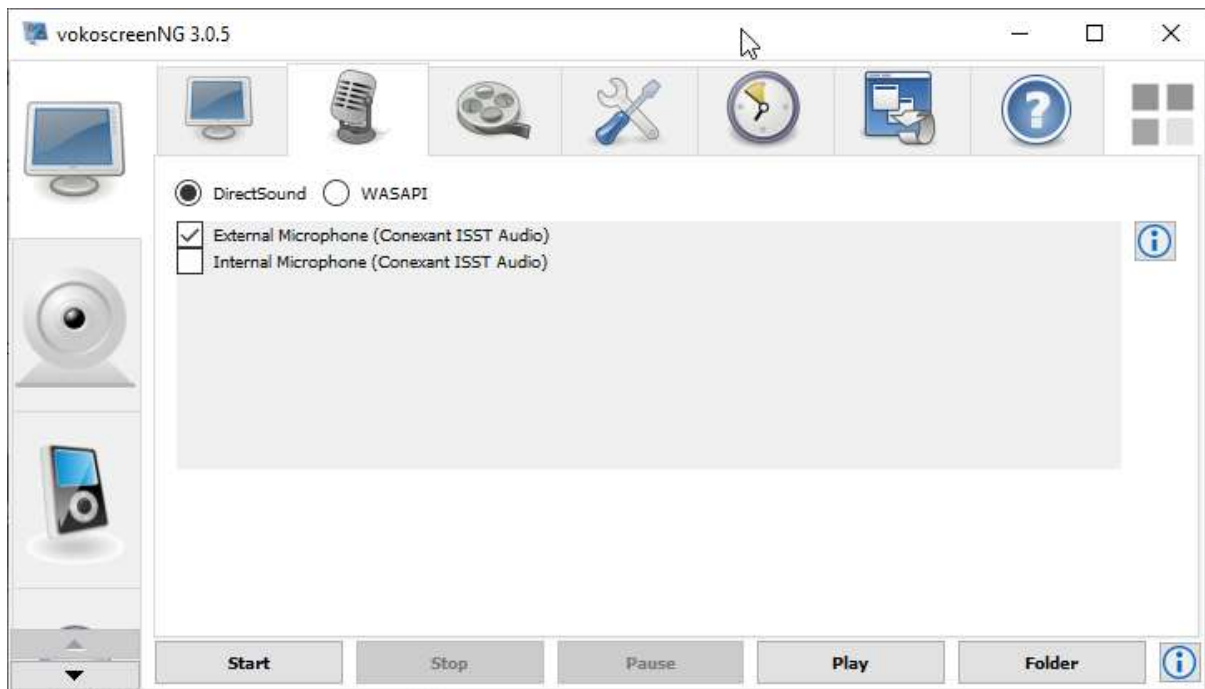 vokoscreenNG 3.0.5
DirectSound WASAPI
External Microphone (Conexant ISST Audio)
Internal Microphone (Conexant ISST Audio)
Start Stop Pause Play Folder